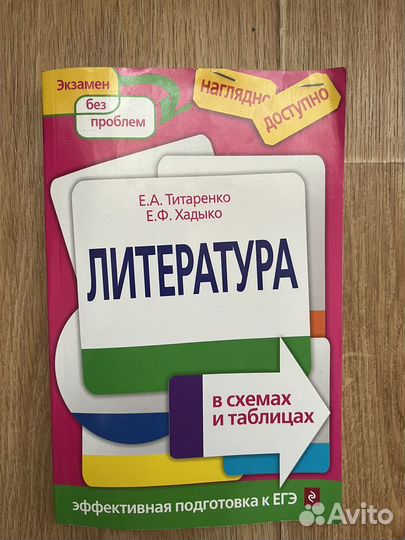 Экзамен
без
проблем
наглядно
доступно
Е.А. Титаренко
Е.Ф. Хадыко
ЛИТЕРАТУРА
в схемах
и таблицах
эффективная подготовка к ЕГЭ
Avito